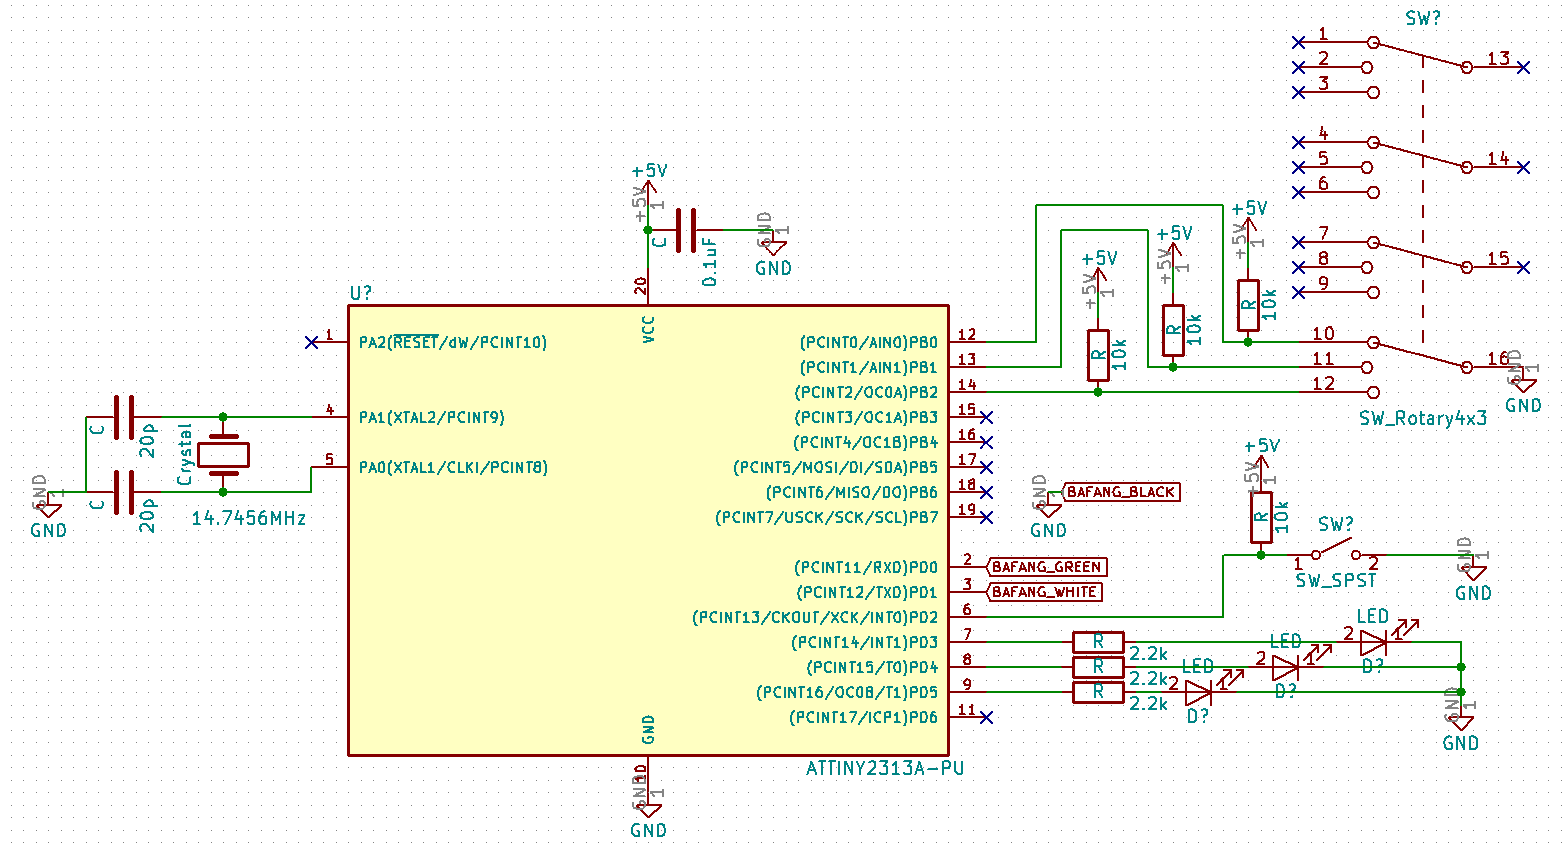 SW?
1
2
3
13
4
5
6
14
7
8
9
15
10
11
12
16
GND
1
GND
SW_Rotary4x3
+5V
+5V
1
C
0.1uF
GND
1
GND
+5V
+5V
1
R
10k
+5V
+5V
1
R
10k
+5V
+5V
1
R
10k
U?
20
VCC
1
PA2(RESET/dW/PCINT10)
4
PA1(XTAL2/PCINT9)
5
PA0(XTAL1/CLKI/PCINT8)
(PCINT0/AIN0)PB0
12
(PCINT1/AIN1)PB1
13
(PCINT2/OC0A)PB2
14
(PCINT3/OC1A)PB3
15
(PCINT4/OC1B)PB4
16
(PCINT5/MOSI/DI/SDA)PB5
17
(PCINT6/MISO/DO)PB6
18
(PCINT7/USCK/SCK/SCL)PB7
19
(PCINT11/RXD)PD0
2
BAFANG_GREEN
(PCINT12/TXD)PD1
3
BAFANG_WHITE
(PCINT13/CKOUT/XCK/INT0)PD2
6
(PCINT14/INT1)PD3
7
(PCINT15/T0)PD4
8
(PCINT16/OC0B/T1)PD5
9
(PCINT17/ICP1)PD6
11
GND
10
ATTINY2313A-PU
GND
1
GND
C
20p
C
20p
Crystal
14.7456MHz
GND
1
GND
GND
1
GND
BAFANG_BLACK
+5V
+5V
1
R
10k
SW?
1
2
SW_SPST
GND
1
GND
R
2.2k
R
2.2k
R
2.2k
LED
2
1
D?
LED
2
1
D?
LED
2
1
D?
GND
1
GND